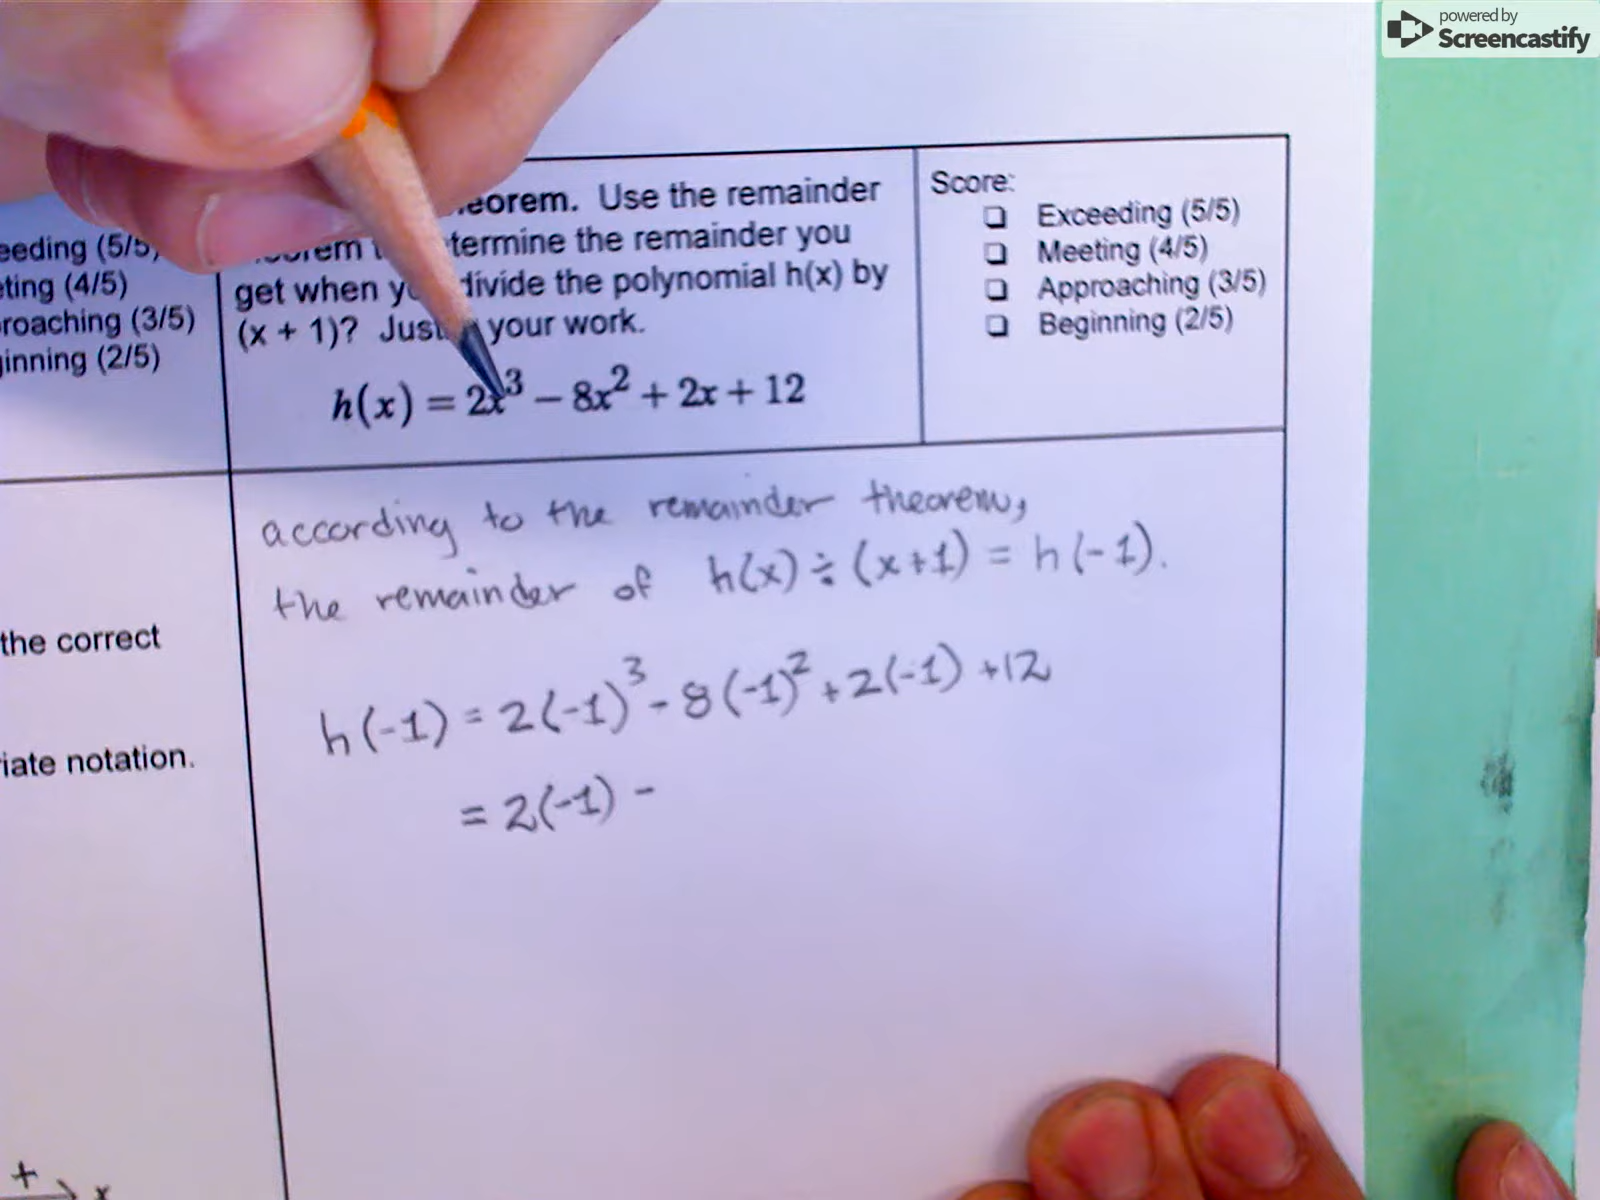 powered by
Screencastify
Use the remainder
termine the remainder you
get when divide the polynomial h(x) by
(x + 1)? your work.
h(x) = 2x³ − 8x² + 2x + 12
Score:
❏ Exceeding (5/5)
❏ Meeting (4/5)
❏ Approaching (3/5)
❏ Beginning (2/5)
eeding (5/5)
eting (4/5)
roaching (3/5)
ginning (2/5)
the correct
iate notation.
+
x
according to the remainder theorem,
the remainder of h(x) ÷ (x+1) = h(-1).
h(-1) = 2(-1)³ - 8(-1)² + 2(-1) + 12
= 2(-1) -